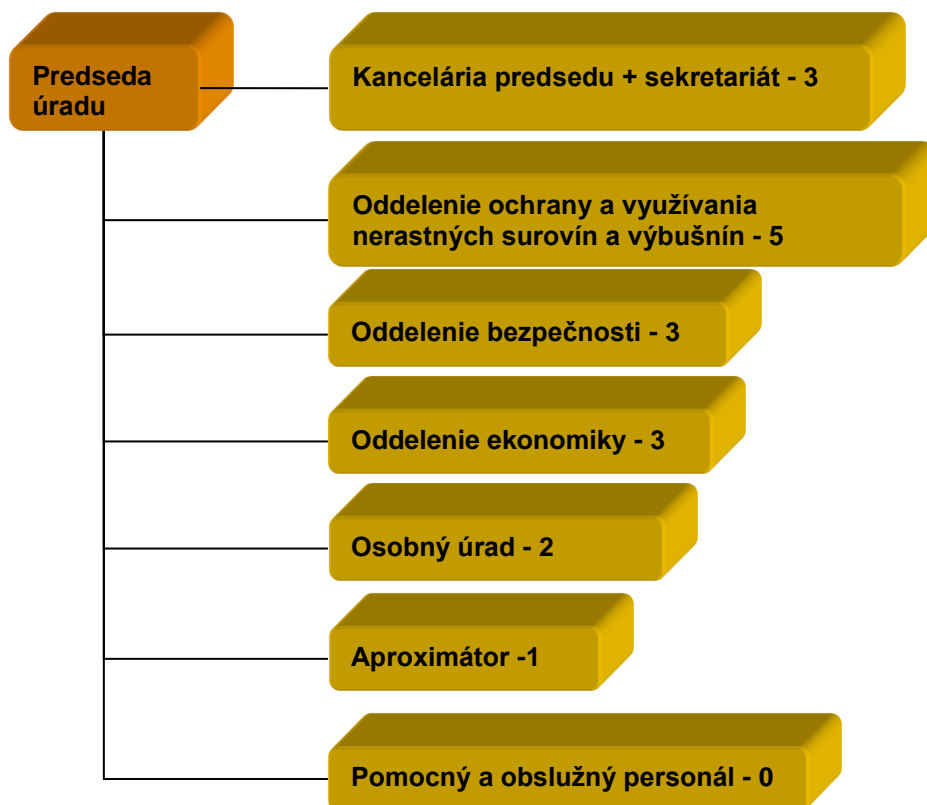 Predseda
úradu
Kancelária predsedu + sekretariát - 3
Oddelenie ochrany a využívania
nerastných surovín a výbušnín - 5
Oddelenie bezpečnosti - 3
Oddelenie ekonomiky - 3
Osobný úrad - 2
Aproximátor -1
Pomocný a obslužný personál - 0